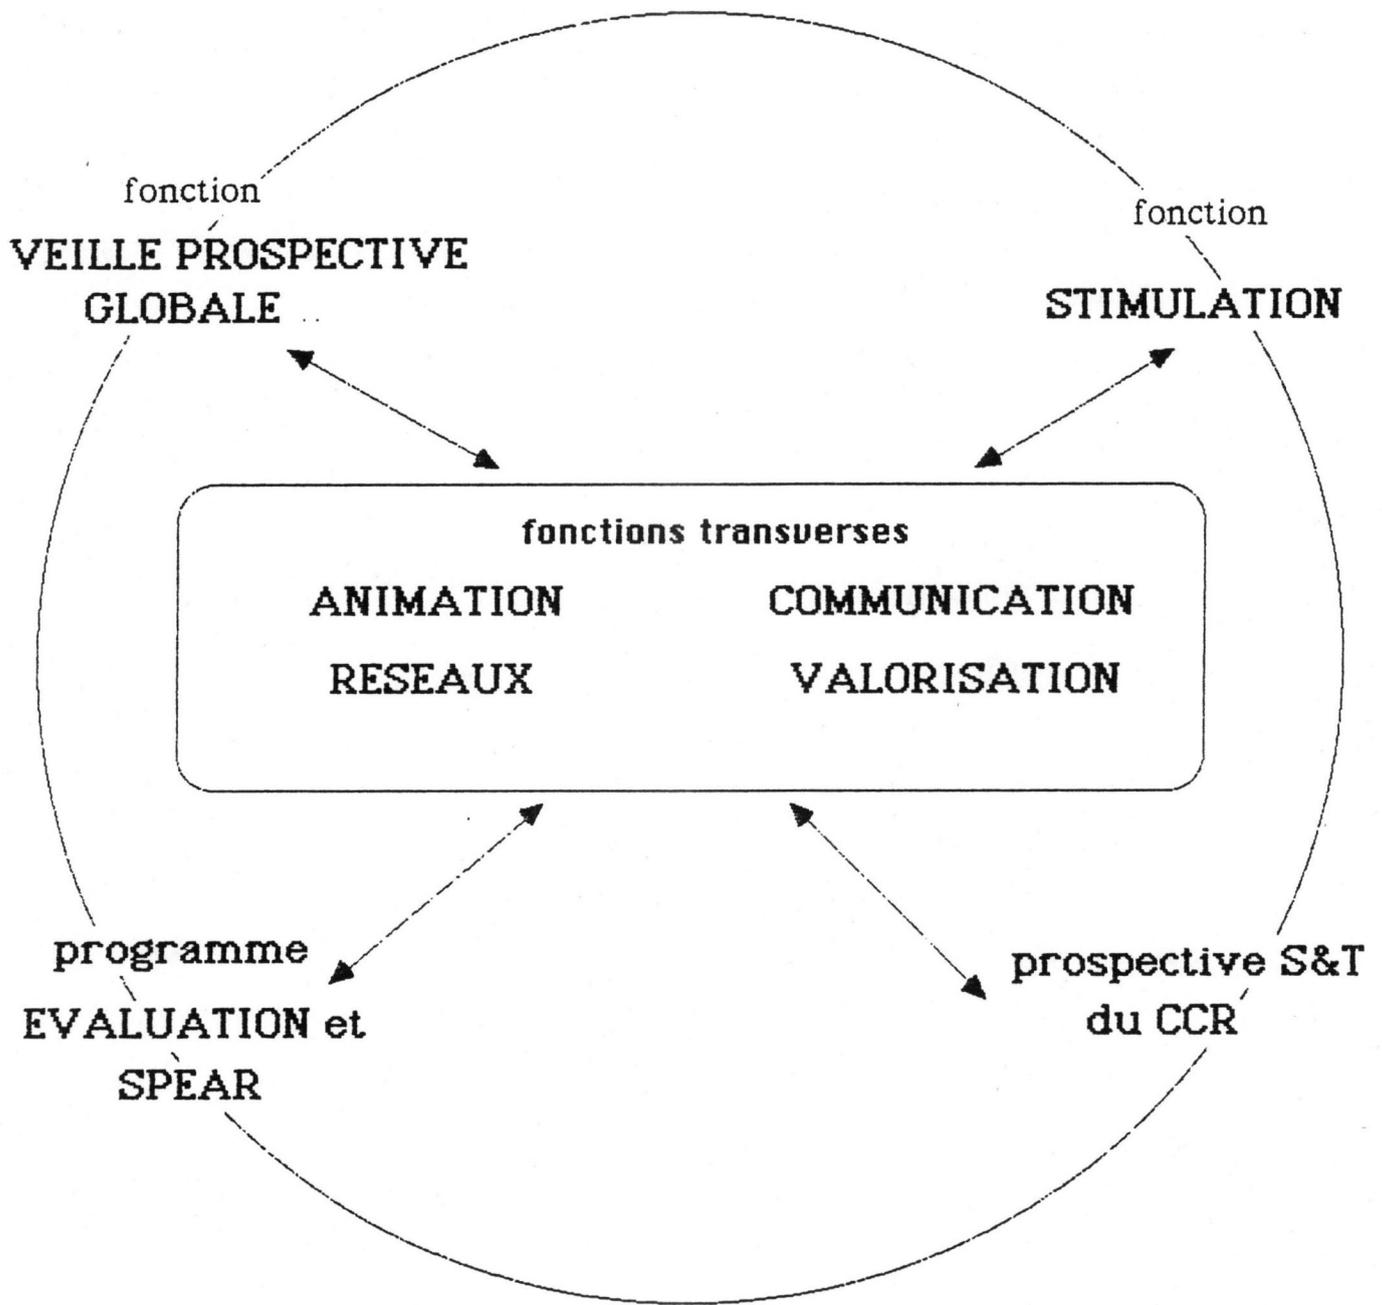 fonction
VEILLE PROSPECTIVE
GLOBALE
fonction
STIMULATION
fonctions transverses
ANIMATION COMMUNICATION
RESEAUX VALORISATION
programme
EVALUATION et
SPEAR
prospective S&T
du CCR